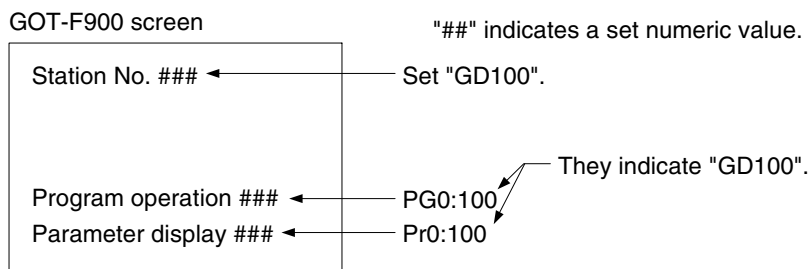 GOT-F900 screen
"##" indicates a set numeric value.
Station No. ###
Set "GD100".
They indicate "GD100".
Program operation ###
PG0:100
Parameter display ###
Pr0:100